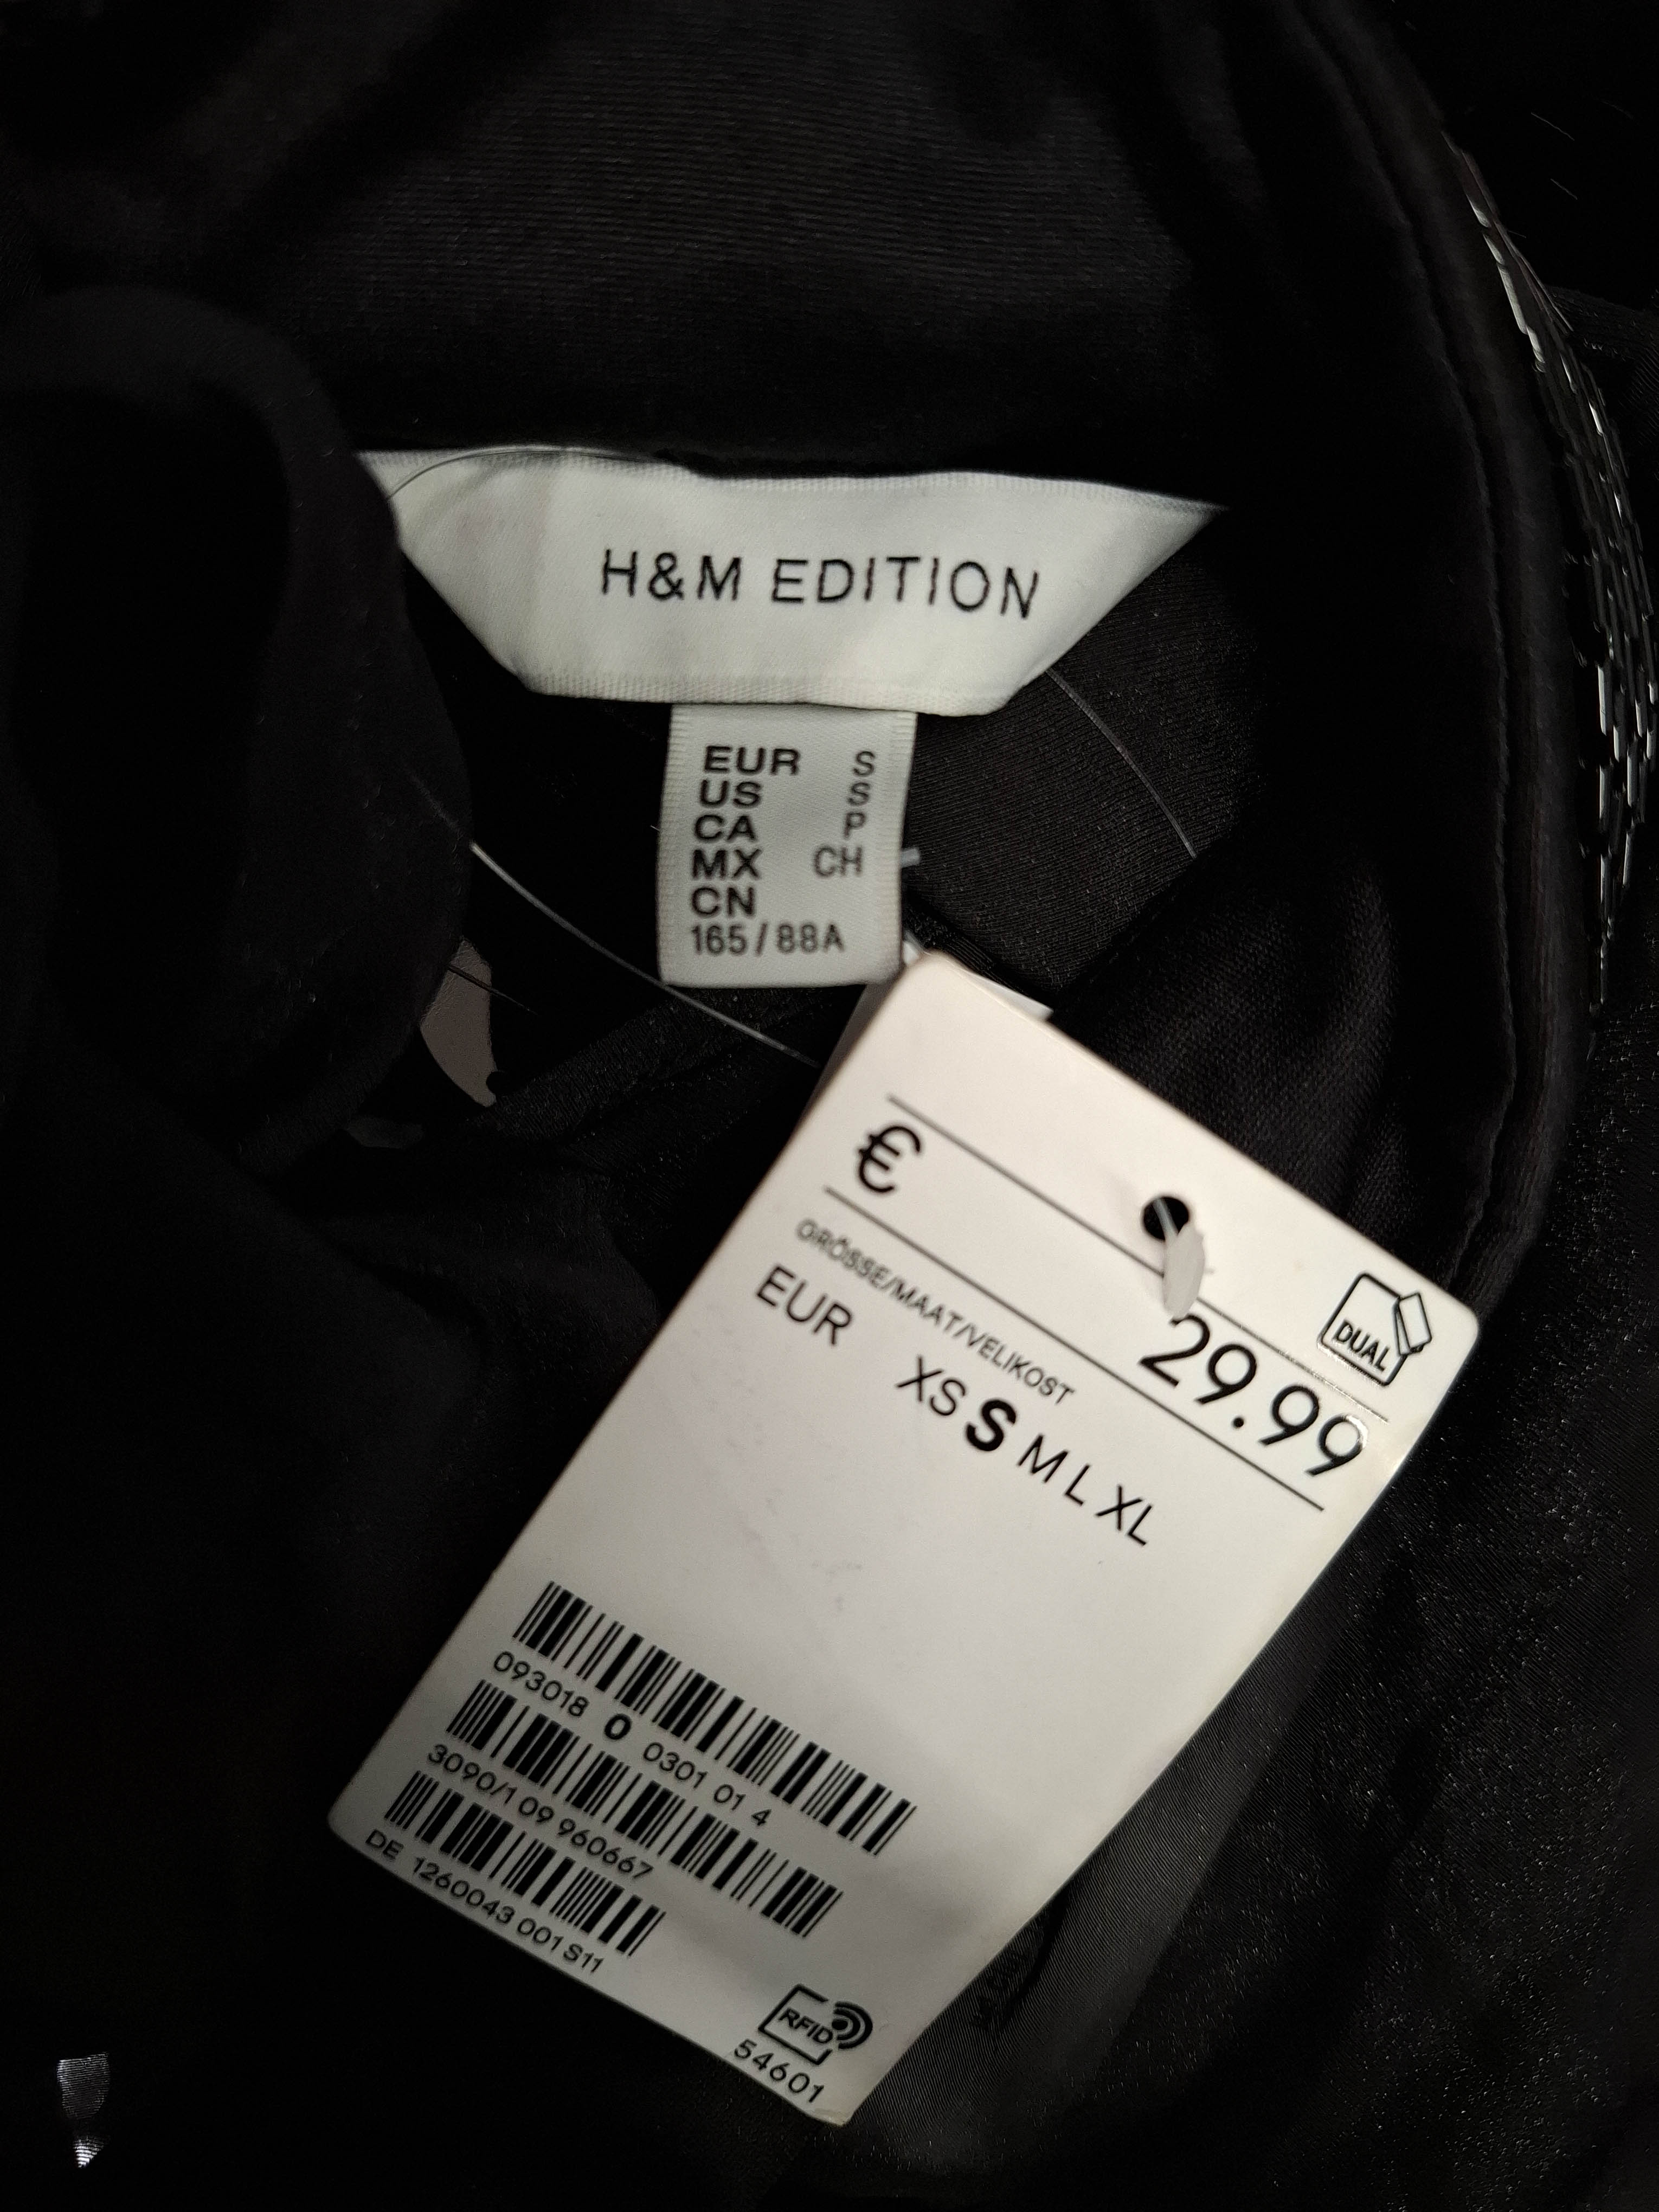 H&M EDITION
EUR S
US S
CA P
MX CH
CN
165/88A
DUAL
€ 29.99
GRÖSSE/MAAT/VELIKOST
EUR XS S M L XL
093018 0 0301 01 4
3090/1 09 960667
DE 1260043 001 S11
RFID
54601